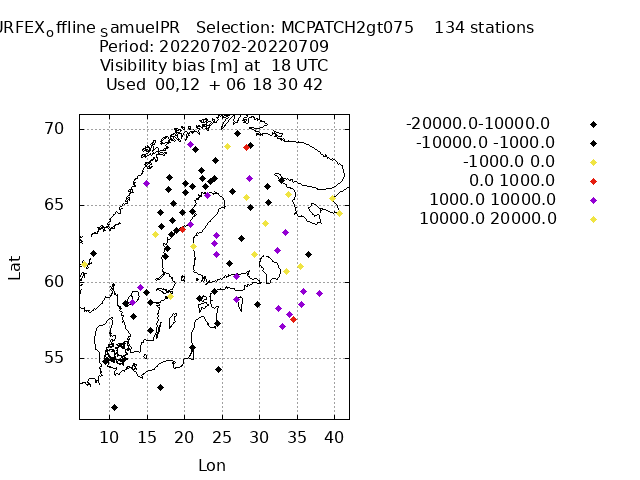 URFEXoffline samuelPR Selection: MCPATCH2gt075 134 stations
Period: 20220702-20220709
Visibility bias [m] at 18 UTC
Used 00,12 + 06 18 30 42
-20000.0-10000.0
-10000.0 -1000.0
-1000.0 0.0
0.0 1000.0
1000.0 10000.0
10000.0 20000.0
70
65
60
55
Lat
10 15 20 25 30 35 40
Lon